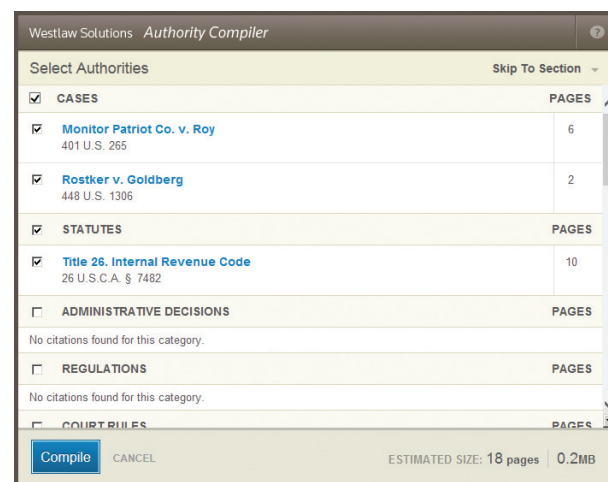 Westlaw Solutions Authority Compiler ?
Select Authorities Skip To Section
CASES PAGES
Monitor Patriot Co. v. Roy 6
401 U.S. 265
Rostker v. Goldberg 2
448 U.S. 1306
STATUTES PAGES
Title 26. Internal Revenue Code 10
26 U.S.C.A. § 7482
ADMINISTRATIVE DECISIONS PAGES
No citations found for this category.
REGULATIONS PAGES
No citations found for this category.
COURT RULES PAGES
Compile CANCEL ESTIMATED SIZE: 18 pages 0.2MB